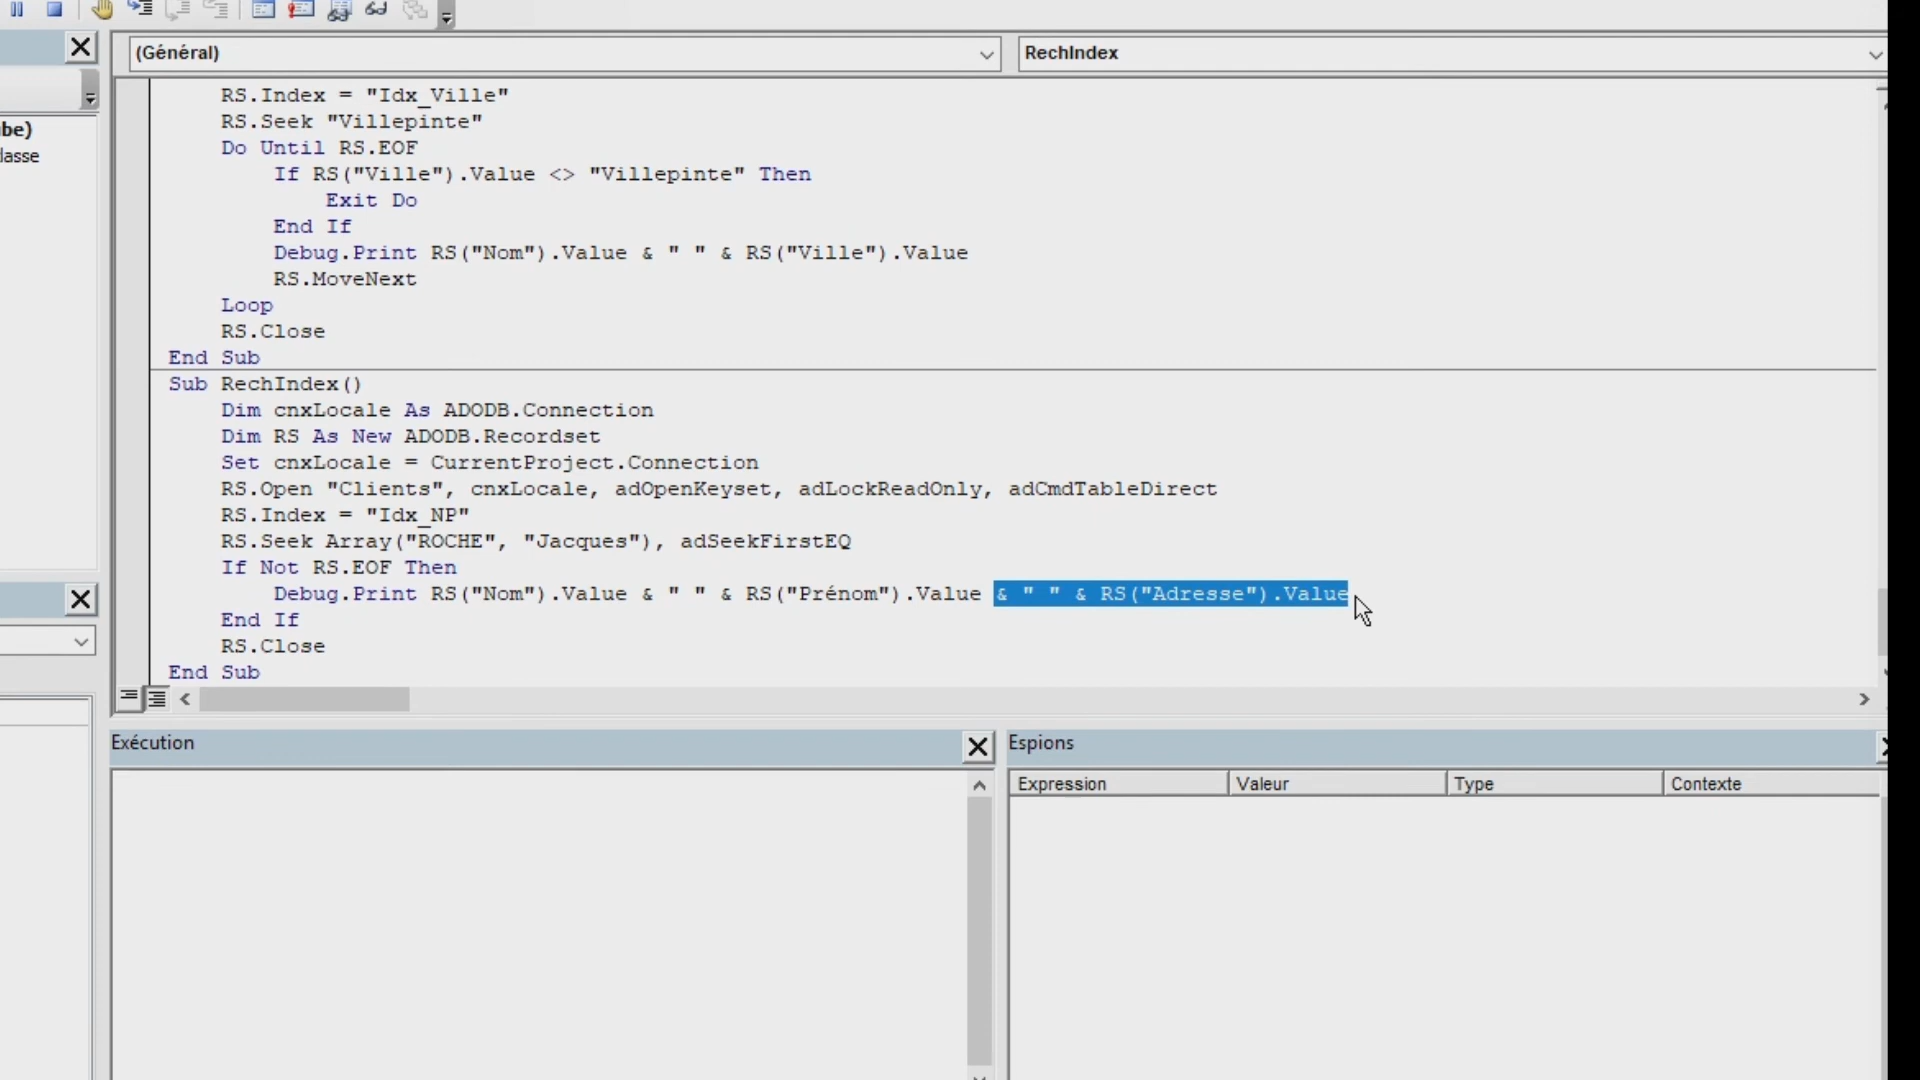 (Général)
RechIndex
be)
lasse
RS.Index = "Idx_Ville"
RS.Seek "Villepinte"
Do Until RS.EOF
If RS("Ville").Value <> "Villepinte" Then
Exit Do
End If
Debug.Print RS("Nom").Value & " " & RS("Ville").Value
RS.MoveNext
Loop
RS.Close
End Sub
Sub RechIndex()
Dim cnxLocale As ADODB.Connection
Dim RS As New ADODB.Recordset
Set cnxLocale = CurrentProject.Connection
RS.Open "Clients", cnxLocale, adOpenKeyset, adLockReadOnly, adCmdTableDirect
RS.Index = "Idx_NP"
RS.Seek Array("ROCHE", "Jacques"), adSeekFirstEQ
If Not RS.EOF Then
Debug.Print RS("Nom").Value & " " & RS("Prénom").Value & " " & RS("Adresse").Value
End If
RS.Close
End Sub
Exécution
Espions
Expression
Valeur
Type
Contexte